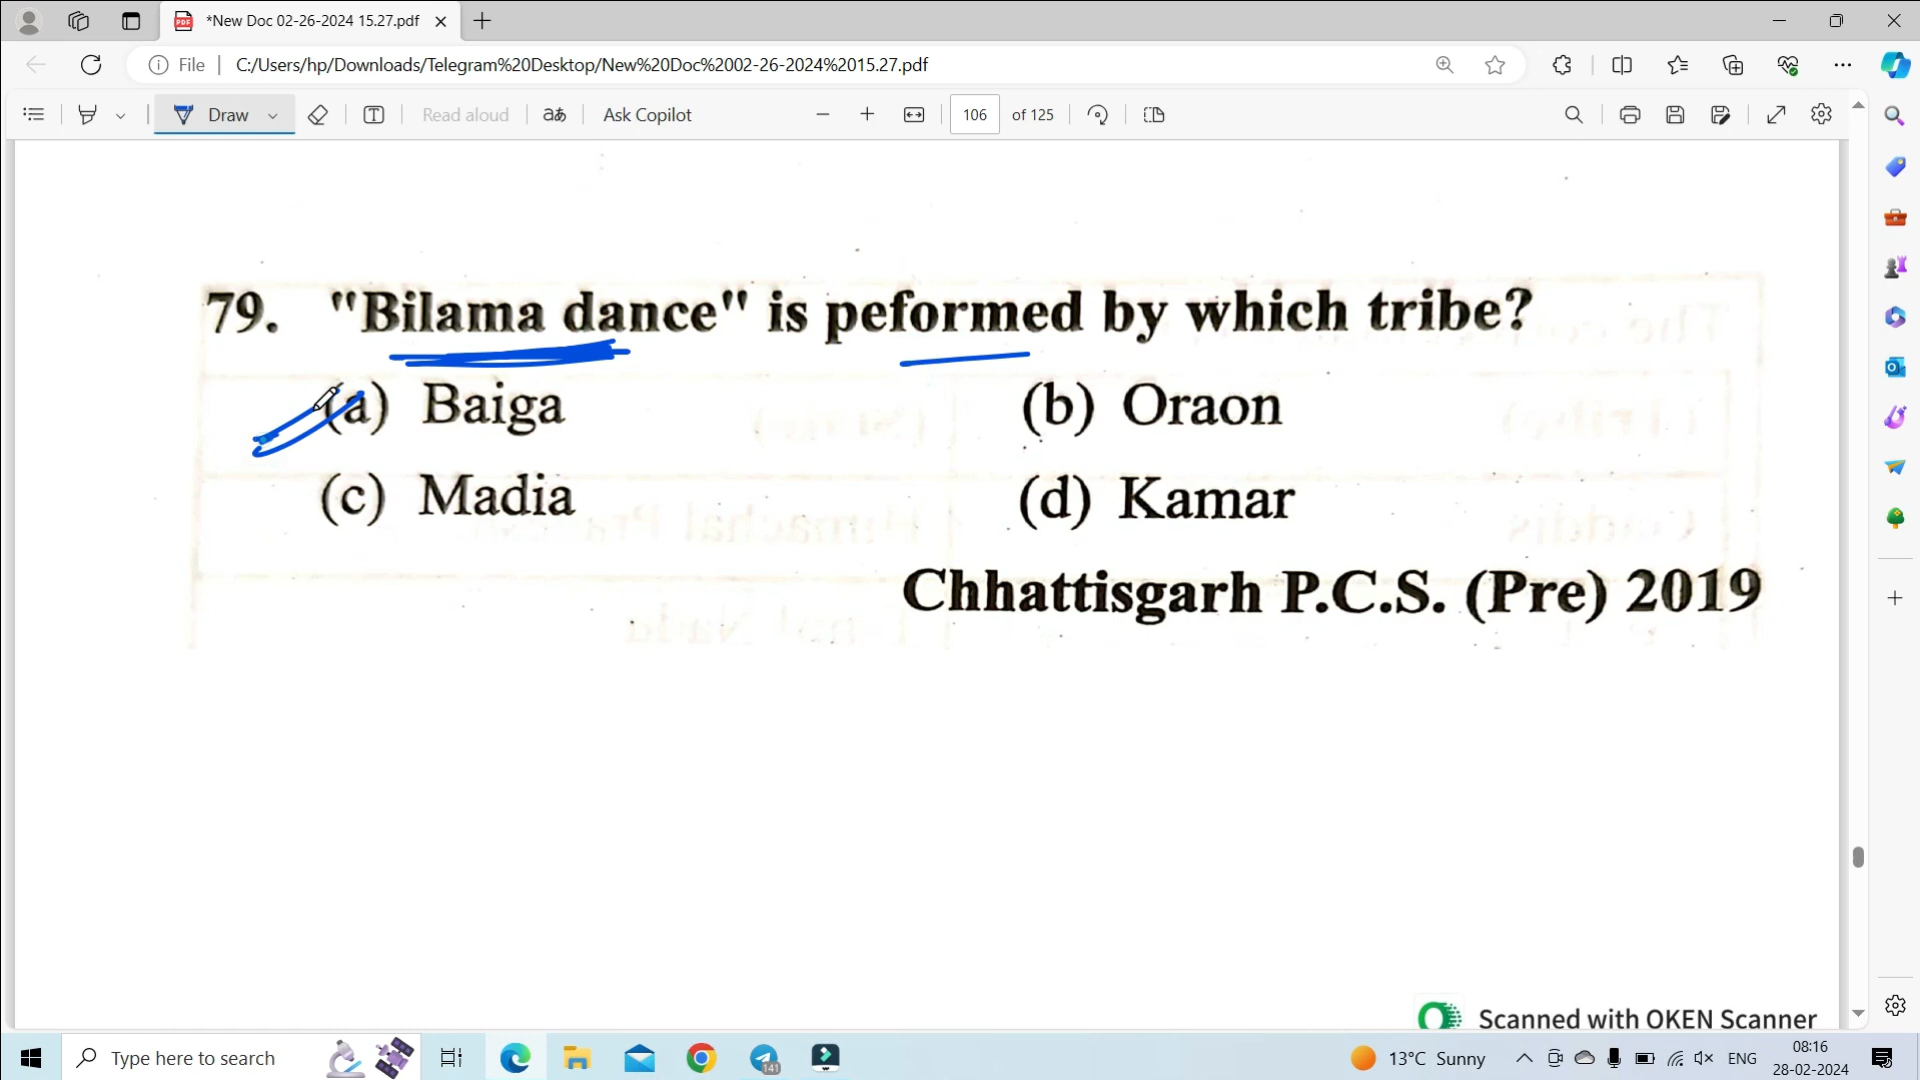 *New Doc 02-26-2024 15.27.pdf
File
C:/Users/hp/Downloads/Telegram%20Desktop/New%20Doc%2002-26-2024%2015.27.pdf
Draw
Read aloud
Ask Copilot
106 of 125
79. "Bilama dance" is peformed by which tribe?
(a) Baiga (b) Oraon
(c) Madia (d) Kamar
Chhattisgarh P.C.S. (Pre) 2019
Scanned with OKEN Scanner
Type here to search
141
13°C Sunny
ENG
08:16
28-02-2024